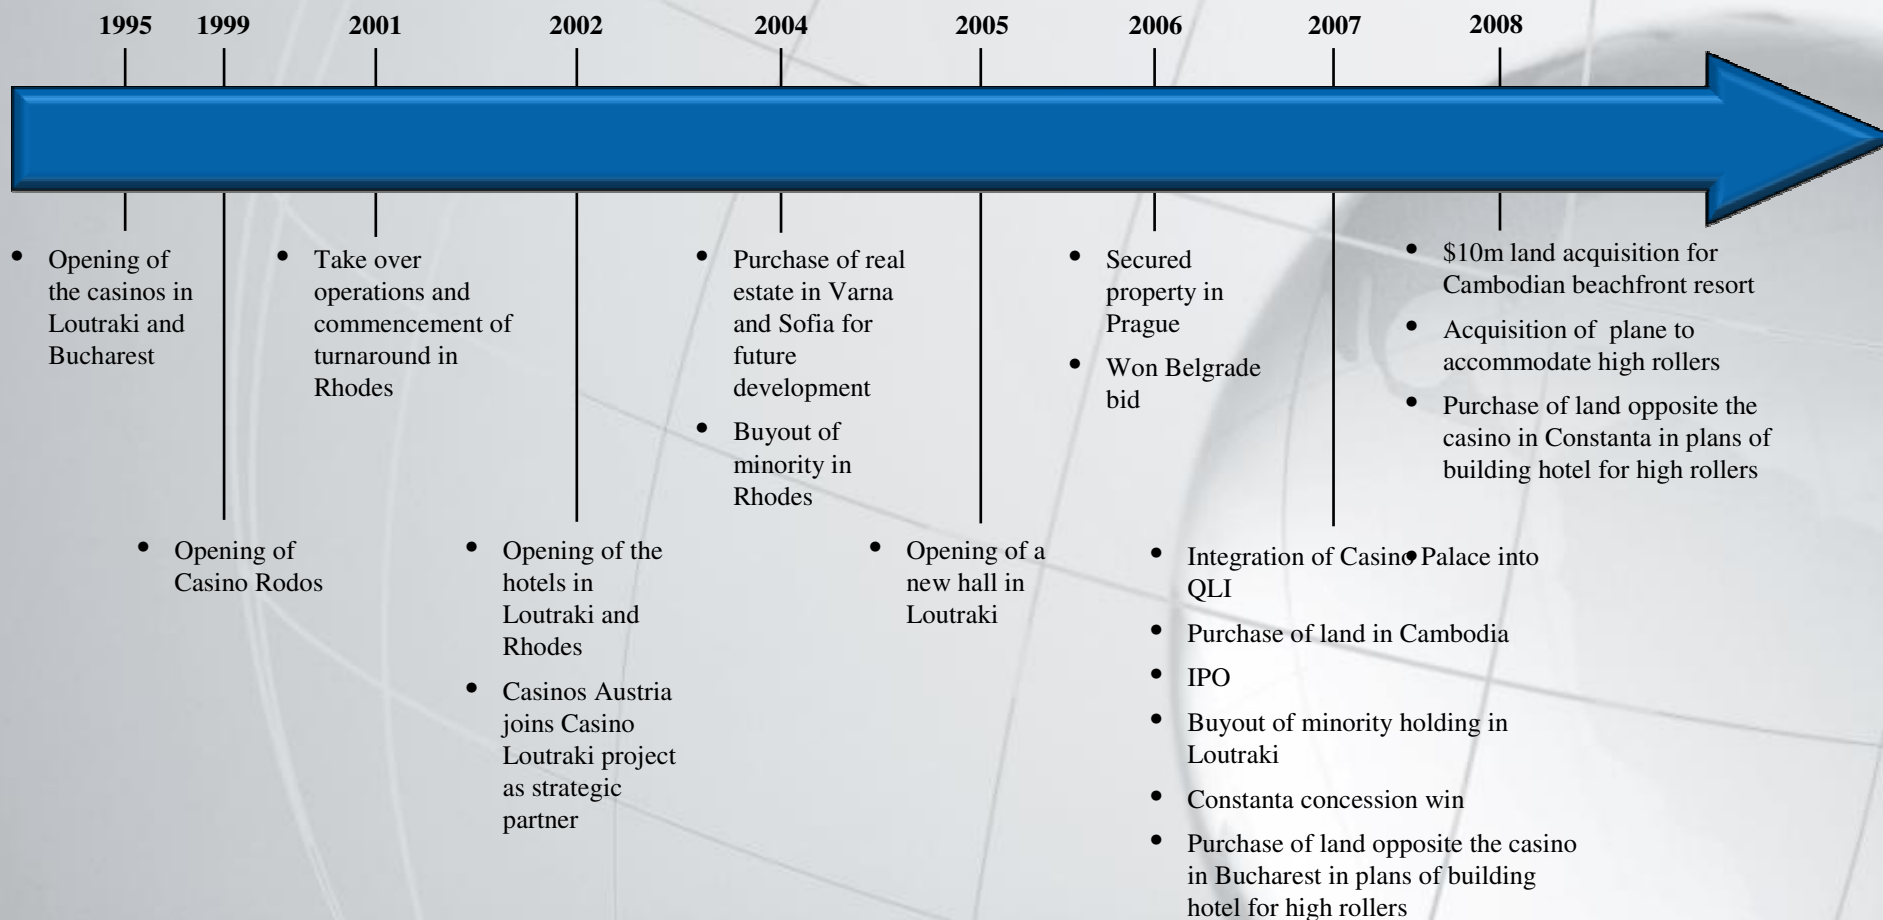 1995 1999 2001 2002 2004 2005 2006 2007 2008
• Opening of
the casinos in
Loutraki and
Bucharest
• Opening of
Casino Rodos
• Take over
operations and
commencement of
turnaround in
Rhodes
• Opening of the
hotels in
Loutraki and
Rhodes
• Casinos Austria
joins Casino
Loutraki project
as strategic
partner
• Purchase of real
estate in Varna
and Sofia for
future
development
• Buyout of
minority in
Rhodes
• Opening of a
new hall in
Loutraki
• Secured
property in
Prague
• Won Belgrade
bid
• Integration of Casino Palace into
QLI
• Purchase of land in Cambodia
• IPO
• Buyout of minority holding in
Loutraki
• Constanta concession win
• Purchase of land opposite the casino
in Bucharest in plans of building
hotel for high rollers
• $10m land acquisition for
Cambodian beachfront resort
• Acquisition of plane to
accommodate high rollers
• Purchase of land opposite the
casino in Constanta in plans of
building hotel for high rollers
•